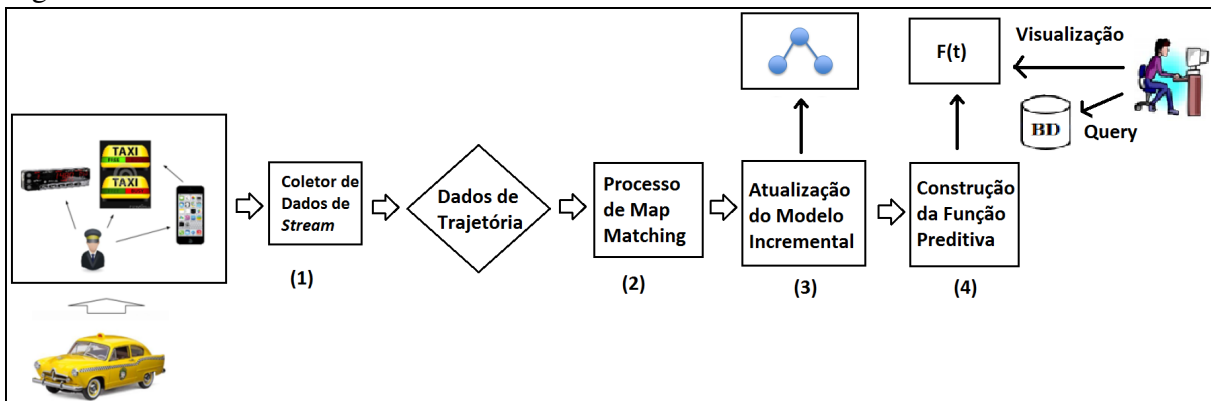 TAXI
FREE
TAXI
Coletor de
Dados de
Stream
(1)
Dados de
Trajetória
Processo
de Map
Matching
(2)
Atualização
do Modelo
Incremental
(3)
Construção
da Função
Preditiva
(4)
F(t)
Visualização
BD
Query